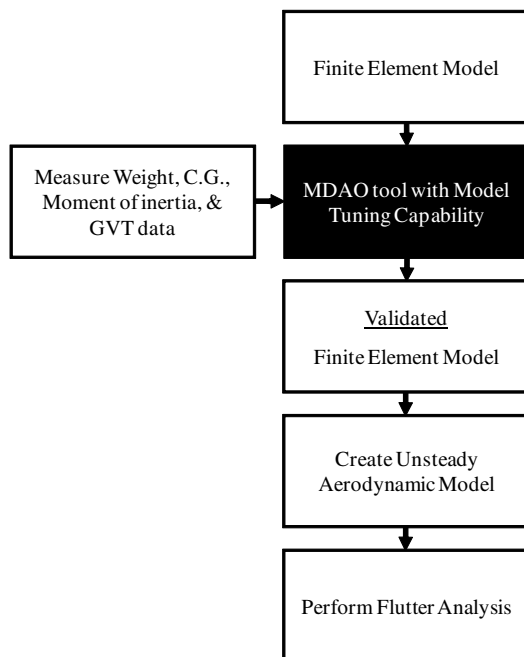 Finite Element Model
Measure Weight, C.G.,
Moment of inertia, &
GVT data
MDAO tool with Model
Tuning Capability
Validated
Finite Element Model
Create Unsteady
Aerodynamic Model
Perform Flutter Analysis